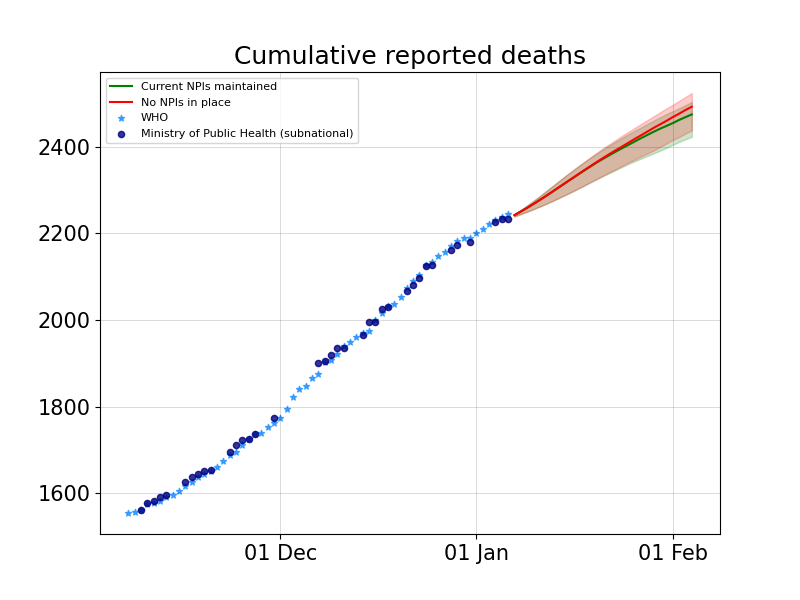 Cumulative reported deaths
Current NPIs maintained
No NPIs in place
WHO
Ministry of Public Health (subnational)
2400
2200
2000
1800
1600
01 Dec
01 Jan
01 Feb